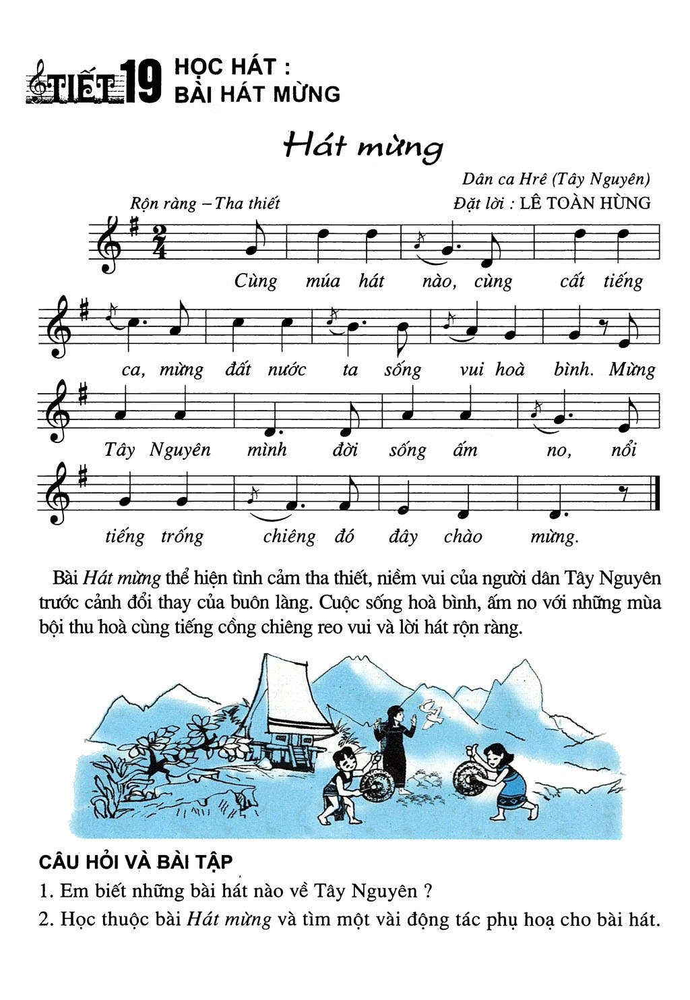 TIẾT 19
HỌC HÁT :
BÀI HÁT MỪNG
Hát mừng
Dân ca Hrê (Tây Nguyên)
Rộn ràng – Tha thiết
Đặt lời : LÊ TOÀN HÙNG
2
4
Cùng múa hát nào, cùng cất tiếng
ca, mừng đất nước ta sống vui hoà bình. Mừng
Tây Nguyên mình đời sống ấm no, nổi
tiếng trống chiêng đó đây chào mừng.
Bài Hát mừng thể hiện tình cảm tha thiết, niềm vui của người dân Tây Nguyên
trước cảnh đổi thay của buôn làng. Cuộc sống hoà bình, ấm no với những mùa
bội thu hoà cùng tiếng cồng chiêng reo vui và lời hát rộn ràng.
CÂU HỎI VÀ BÀI TẬP
1. Em biết những bài hát nào về Tây Nguyên ?
2. Học thuộc bài Hát mừng và tìm một vài động tác phụ hoạ cho bài hát.